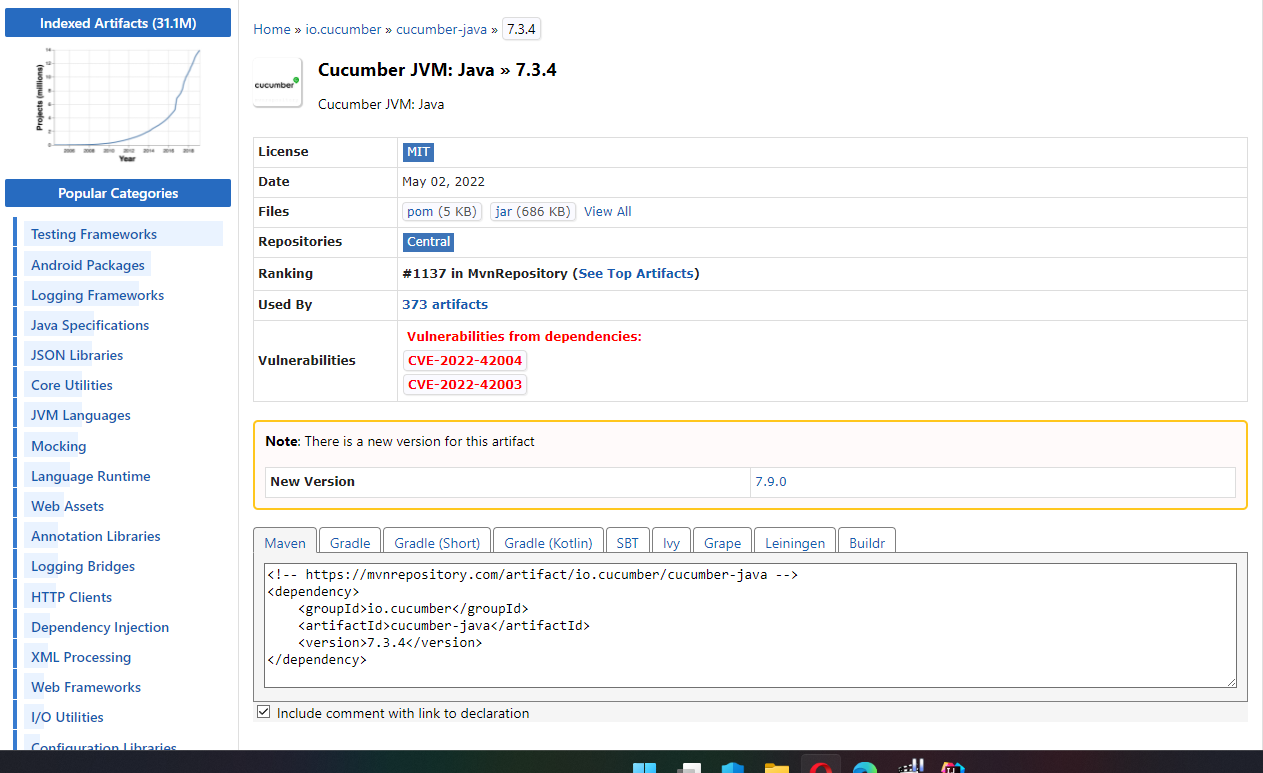 Indexed Artifacts (31.1M)
Projects (millions)
Year
Popular Categories
Testing Frameworks
Android Packages
Logging Frameworks
Java Specifications
JSON Libraries
Core Utilities
JVM Languages
Mocking
Language Runtime
Web Assets
Annotation Libraries
Logging Bridges
HTTP Clients
Dependency Injection
XML Processing
Web Frameworks
I/O Utilities
Configuration Libraries
Home » io.cucumber » cucumber-java » 7.3.4
cucumber
Cucumber JVM: Java » 7.3.4
Cucumber JVM: Java
License MIT
Date May 02, 2022
Files pom (5 KB) jar (686 KB) View All
Repositories Central
Ranking #1137 in MvnRepository (See Top Artifacts)
Used By 373 artifacts
Vulnerabilities Vulnerabilities from dependencies:
CVE-2022-42004
CVE-2022-42003
Note: There is a new version for this artifact
New Version 7.9.0
Maven Gradle Gradle (Short) Gradle (Kotlin) SBT Ivy Grape Leiningen Buildr
<!-- https://mvnrepository.com/artifact/io.cucumber/cucumber-java -->
<dependency>
    <groupId>io.cucumber</groupId>
    <artifactId>cucumber-java</artifactId>
    <version>7.3.4</version>
</dependency>
Include comment with link to declaration